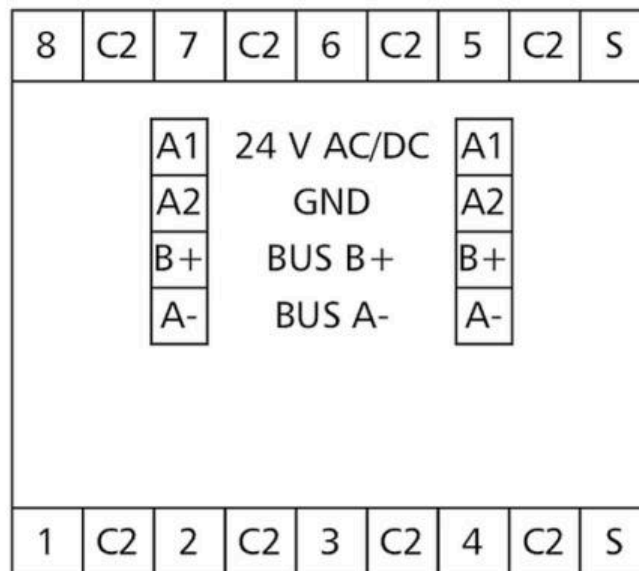 8 C2 7 C2 6 C2 5 C2 S
A1 24 V AC/DC A1
A2 GND A2
B+ BUS B+ B+
A- BUS A- A-
1 C2 2 C2 3 C2 4 C2 S